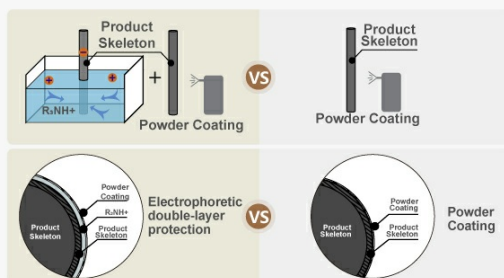 Product
Skeleton
R₃NH+
+
Powder Coating
VS
Product
Skeleton
Powder Coating
Powder
Coating
R₃NH+
Product
Skeleton
Product
Skeleton
Electrophoretic
double-layer
protection
VS
Product
Skeleton
Powder
Coating
Product
Skeleton
Powder
Coating